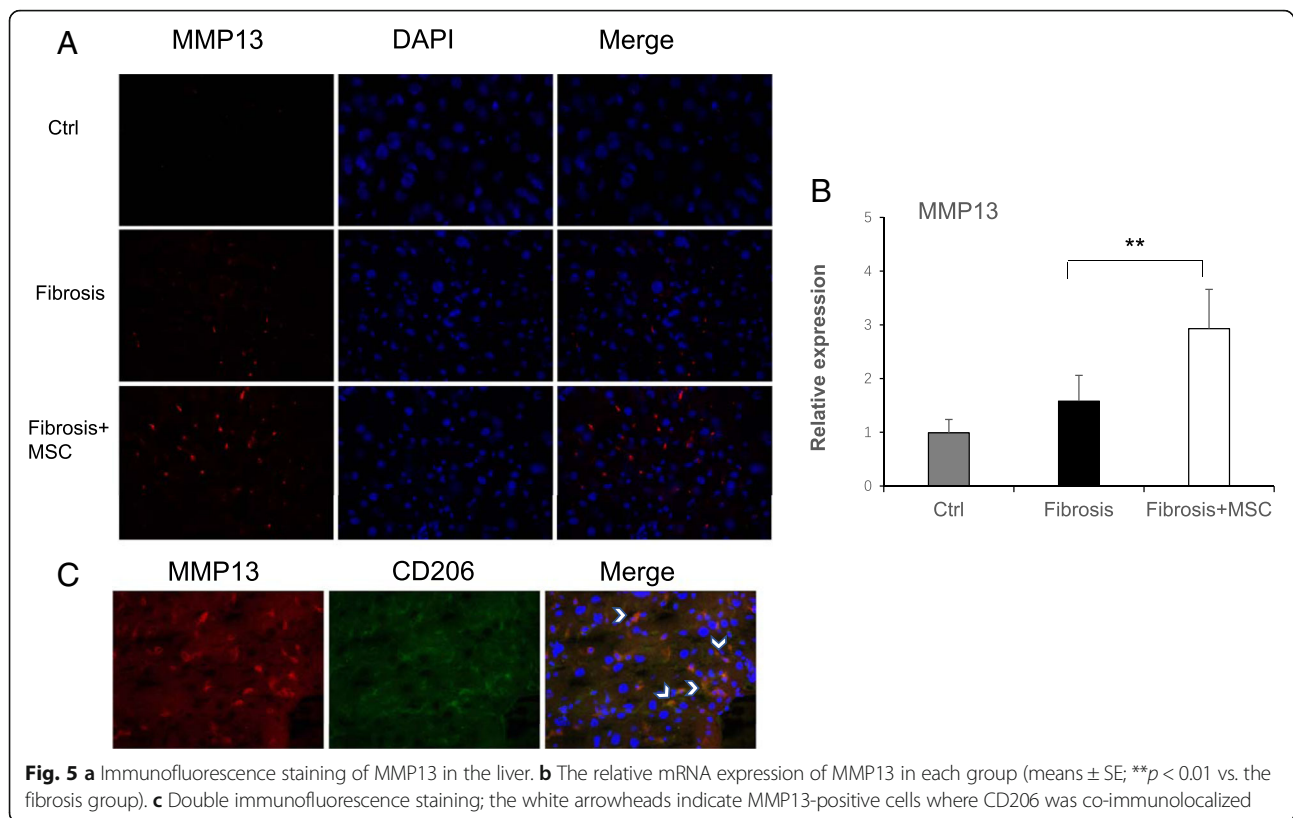 A
MMP13 DAPI Merge
Ctrl
Fibrosis
Fibrosis+
MSC
B
MMP13
**
Relative expression
5
4
3
2
1
0
Ctrl Fibrosis Fibrosis+MSC
C
MMP13 CD206 Merge
Fig. 5 a Immunofluorescence staining of MMP13 in the liver. b The relative mRNA expression of MMP13 in each group (means ± SE; **p < 0.01 vs. the
fibrosis group). c Double immunofluorescence staining; the white arrowheads indicate MMP13-positive cells where CD206 was co-immunolocalized